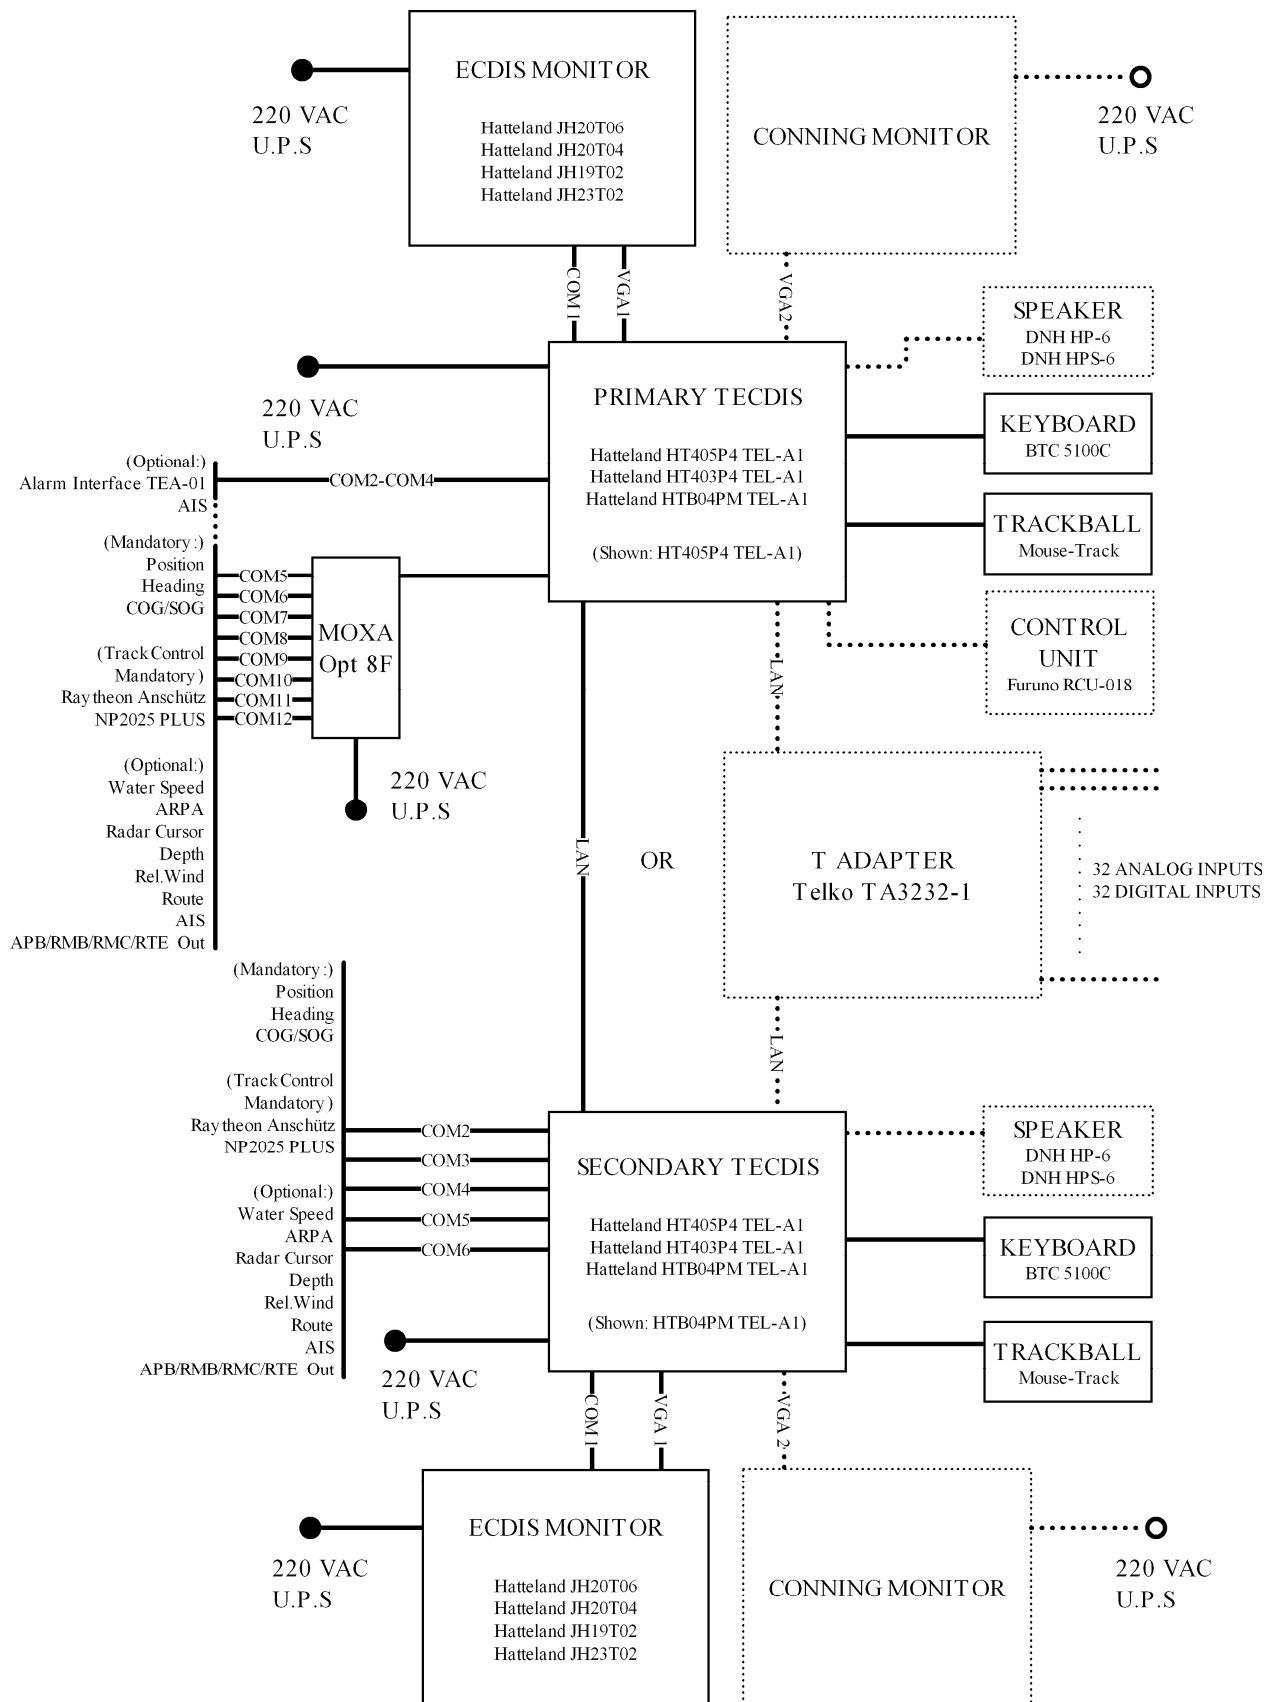 ECDIS MONITOR
Hatteland JH20T06
Hatteland JH20T04
Hatteland JH19T02
Hatteland JH23T02
220 VAC
U.P.S
CONNING MONITOR
220 VAC
U.P.S
COM1
VGA1
VGA2
SPEAKER
DNH HP-6
DNH HPS-6
220 VAC
U.P.S
PRIMARY TECDIS
Hatteland HT405P4 TEL-A1
Hatteland HT403P4 TEL-A1
Hatteland HTB04PM TEL-A1
(Shown: HT405P4 TEL-A1)
KEYBOARD
BTC 5100C
TRACKBALL
Mouse-Track
CONTROL
UNIT
Furuno RCU-018
(Optional:)
Alarm Interface TEA-01
AIS
COM2-COM4
(Mandatory:)
Position
Heading
COG/SOG
(Track Control
Mandatory)
Raytheon Anschütz
NP2025 PLUS
(Optional:)
Water Speed
ARPA
Radar Cursor
Depth
Rel.Wind
Route
AIS
APB/RMB/RMC/RTE Out
COM5
COM6
COM7
COM8
COM9
COM10
COM11
COM12
MOXA
Opt 8F
220 VAC
U.P.S
LAN
OR
LAN
T ADAPTER
Telko TA3232-1
32 ANALOG INPUTS
32 DIGITAL INPUTS
LAN
(Mandatory:)
Position
Heading
COG/SOG
(Track Control
Mandatory)
Raytheon Anschütz
NP2025 PLUS
(Optional:)
Water Speed
ARPA
Radar Cursor
Depth
Rel.Wind
Route
AIS
APB/RMB/RMC/RTE Out
COM2
COM3
COM4
COM5
COM6
220 VAC
U.P.S
SECONDARY TECDIS
Hatteland HT405P4 TEL-A1
Hatteland HT403P4 TEL-A1
Hatteland HTB04PM TEL-A1
(Shown: HTB04PM TEL-A1)
SPEAKER
DNH HP-6
DNH HPS-6
KEYBOARD
BTC 5100C
TRACKBALL
Mouse-Track
COM1
VGA 1
VGA 2
220 VAC
U.P.S
ECDIS MONITOR
Hatteland JH20T06
Hatteland JH20T04
Hatteland JH19T02
Hatteland JH23T02
CONNING MONITOR
220 VAC
U.P.S